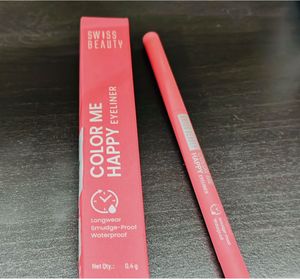 SWISS
BEAUTY
COLOR ME
HAPPY EYELINER
Longwear
Smudge-Proof
Waterproof
Net Qty.: 0.4 g
HAPPY